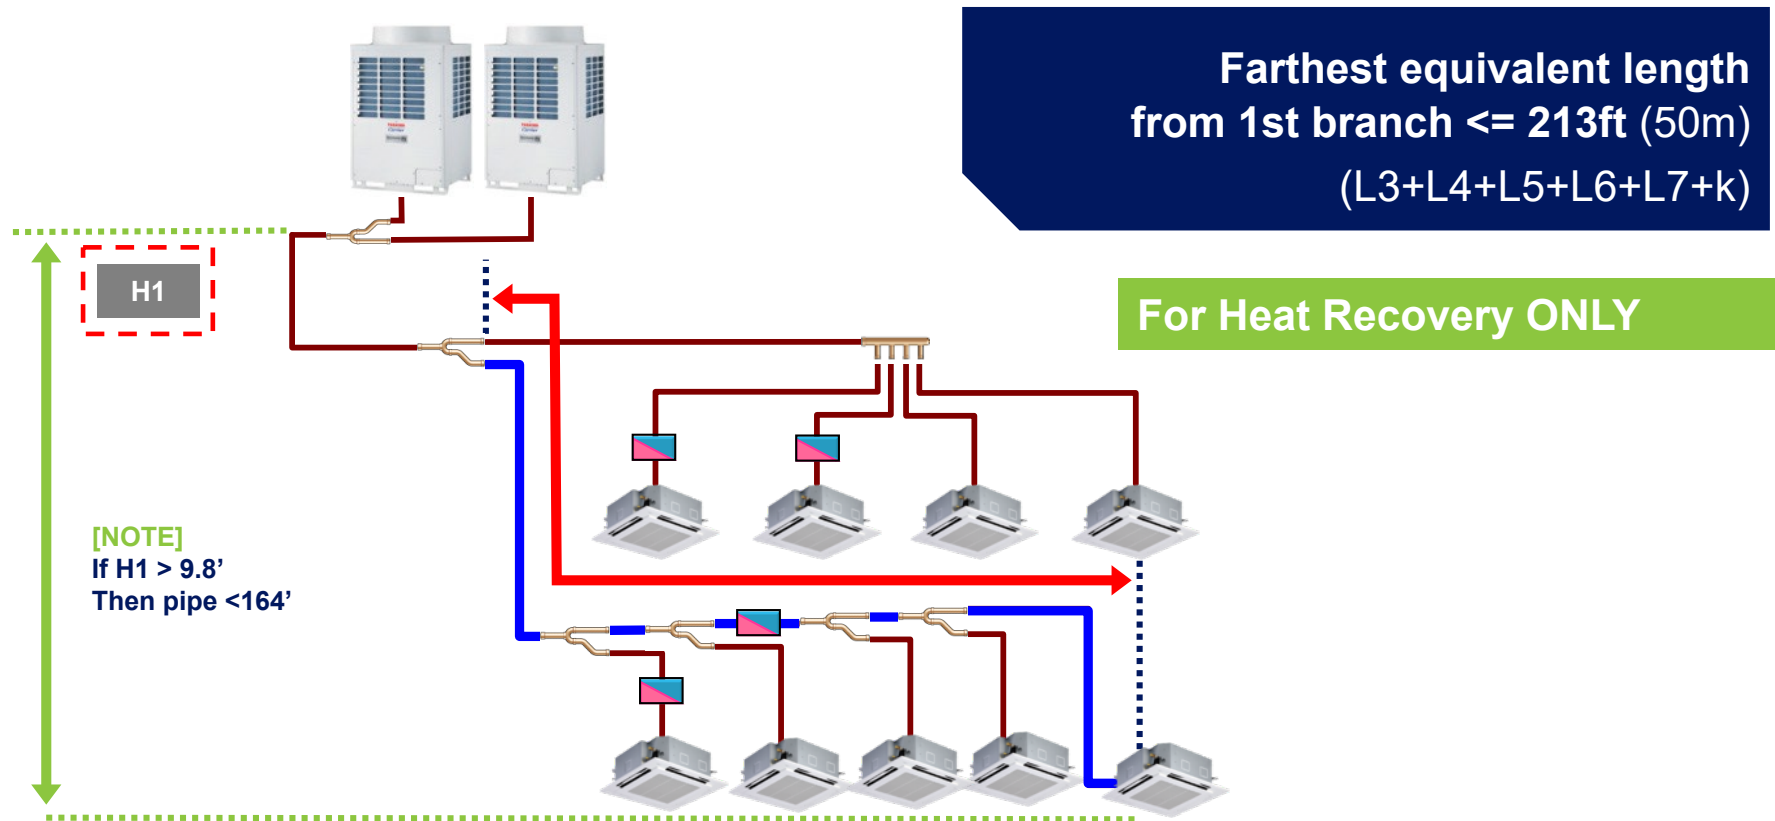 Farthest equivalent length
from 1st branch <= 213ft (50m)
(L3+L4+L5+L6+L7+k)
H1
For Heat Recovery ONLY
[NOTE]
If H1 > 9.8’
Then pipe <164’